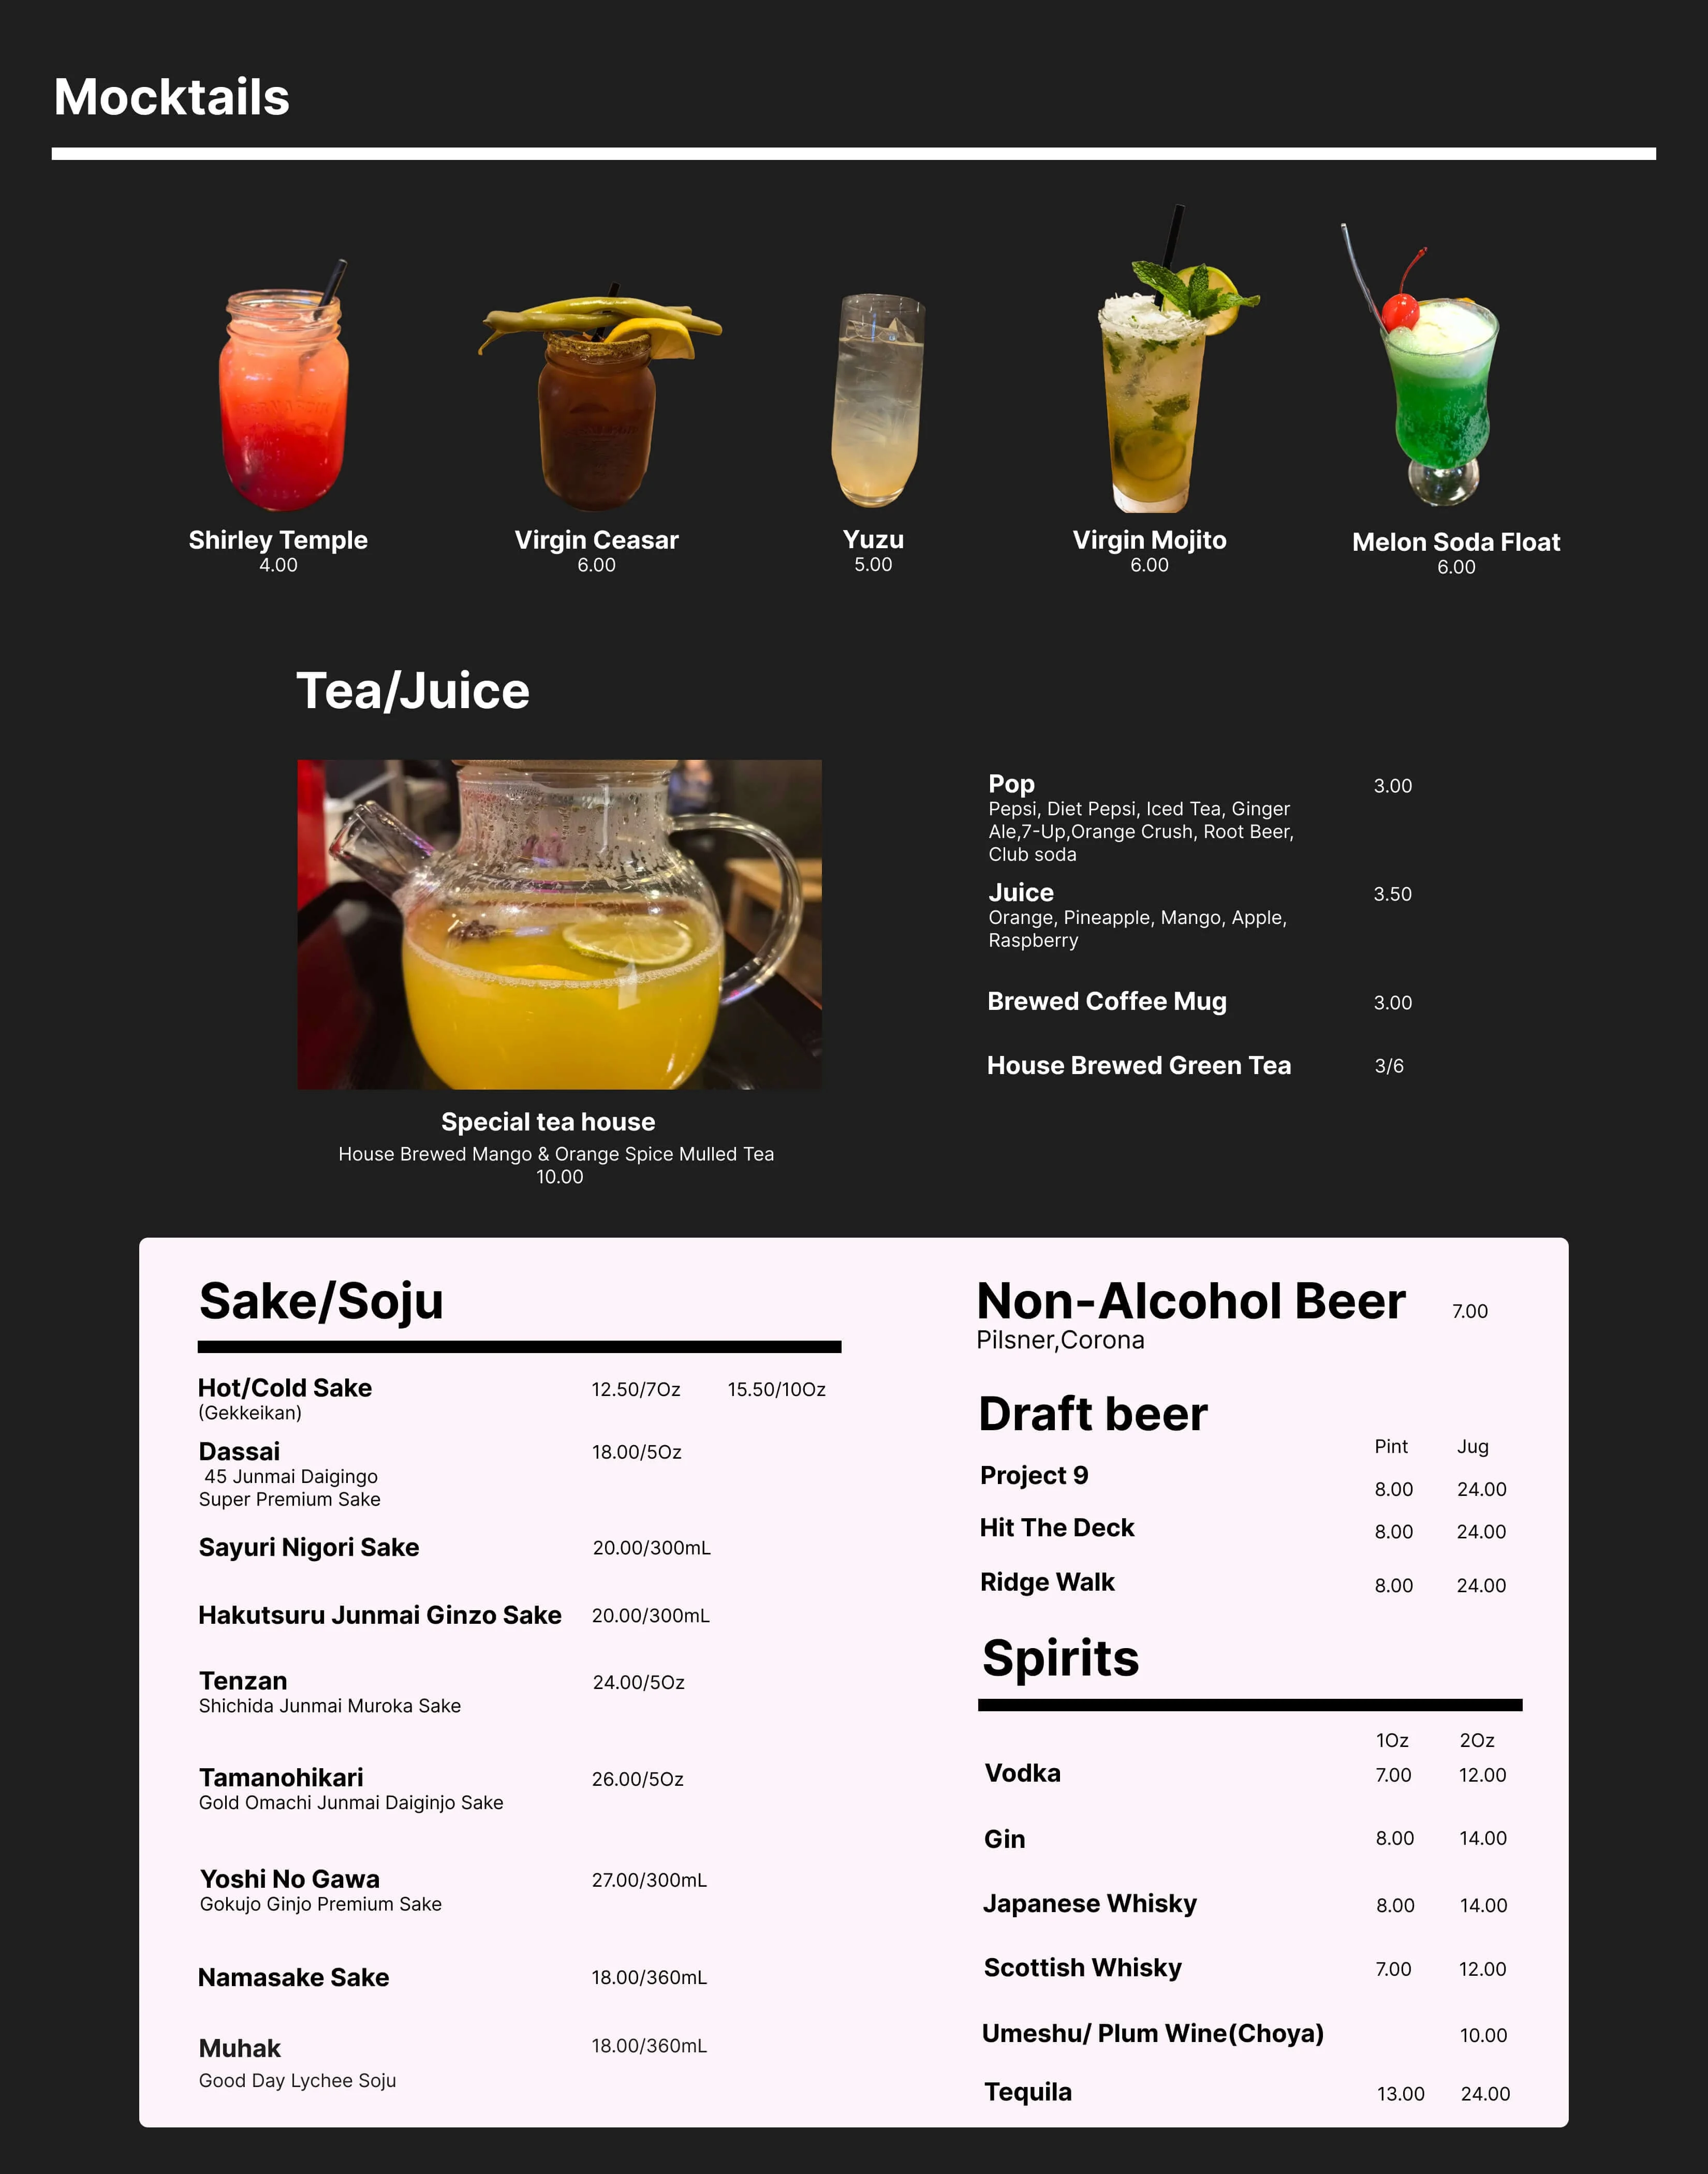 Mocktails
Shirley Temple
4.00
Virgin Ceasar
6.00
Yuzu
5.00
Virgin Mojito
6.00
Melon Soda Float
6.00
Tea/Juice
Special tea house
House Brewed Mango & Orange Spice Mulled Tea
10.00
Pop 3.00
Pepsi, Diet Pepsi, Iced Tea, Ginger
Ale,7-Up,Orange Crush, Root Beer,
Club soda
Juice 3.50
Orange, Pineapple, Mango, Apple,
Raspberry
Brewed Coffee Mug 3.00
House Brewed Green Tea 3/6
Sake/Soju
Hot/Cold Sake 12.50/7Oz 15.50/10Oz
(Gekkeikan)
Dassai 18.00/5Oz
45 Junmai Daigingo
Super Premium Sake
Sayuri Nigori Sake 20.00/300mL
Hakutsuru Junmai Ginzo Sake 20.00/300mL
Tenzan 24.00/5Oz
Shichida Junmai Muroka Sake
Tamanohikari 26.00/5Oz
Gold Omachi Junmai Daiginjo Sake
Yoshi No Gawa 27.00/300mL
Gokujo Ginjo Premium Sake
Namasake Sake 18.00/360mL
Muhak 18.00/360mL
Good Day Lychee Soju
Non-Alcohol Beer 7.00
Pilsner,Corona
Draft beer
Pint Jug
Project 9 8.00 24.00
Hit The Deck 8.00 24.00
Ridge Walk 8.00 24.00
Spirits
1Oz 2Oz
Vodka 7.00 12.00
Gin 8.00 14.00
Japanese Whisky 8.00 14.00
Scottish Whisky 7.00 12.00
Umeshu/ Plum Wine(Choya) 10.00
Tequila 13.00 24.00